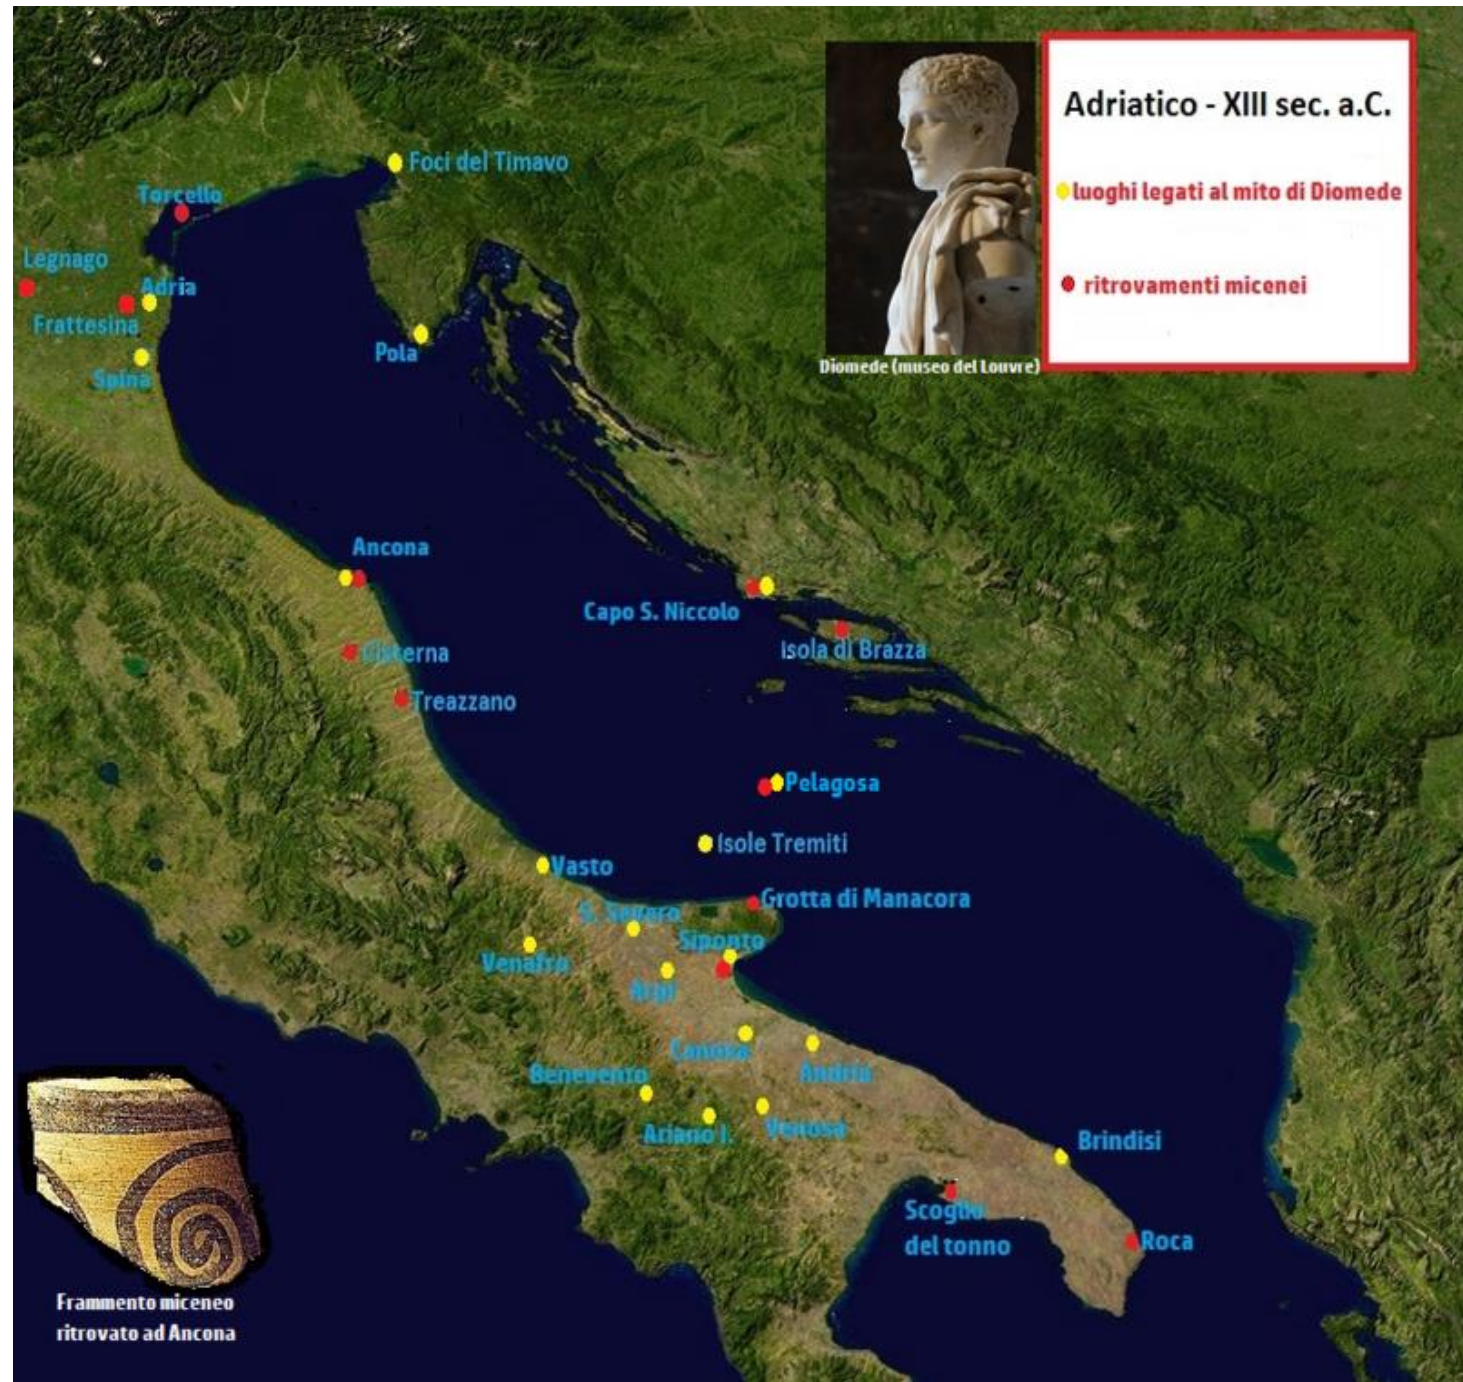 Adriatico - XIII sec. a.C.
luoghi legati al mito di Diomede
ritrovamenti micenei
Diomede (museo del Louvre)
Foci del Timavo
Torcello
Legnago
Adria
Frattesina
Pola
Spina
Ancona
Capo S. Niccolo
Isola di Brazza
Cisterna
Treazzano
Pelagosa
Isole Tremiti
Vasto
Grotta di Manacora
S. Severo
Siponto
Venafro
Arpi
Canosa
Andria
Benevento
Ariano I.
Venosa
Brindisi
Scoglio
del tonno
Roca
Frammento miceneo
ritrovato ad Ancona